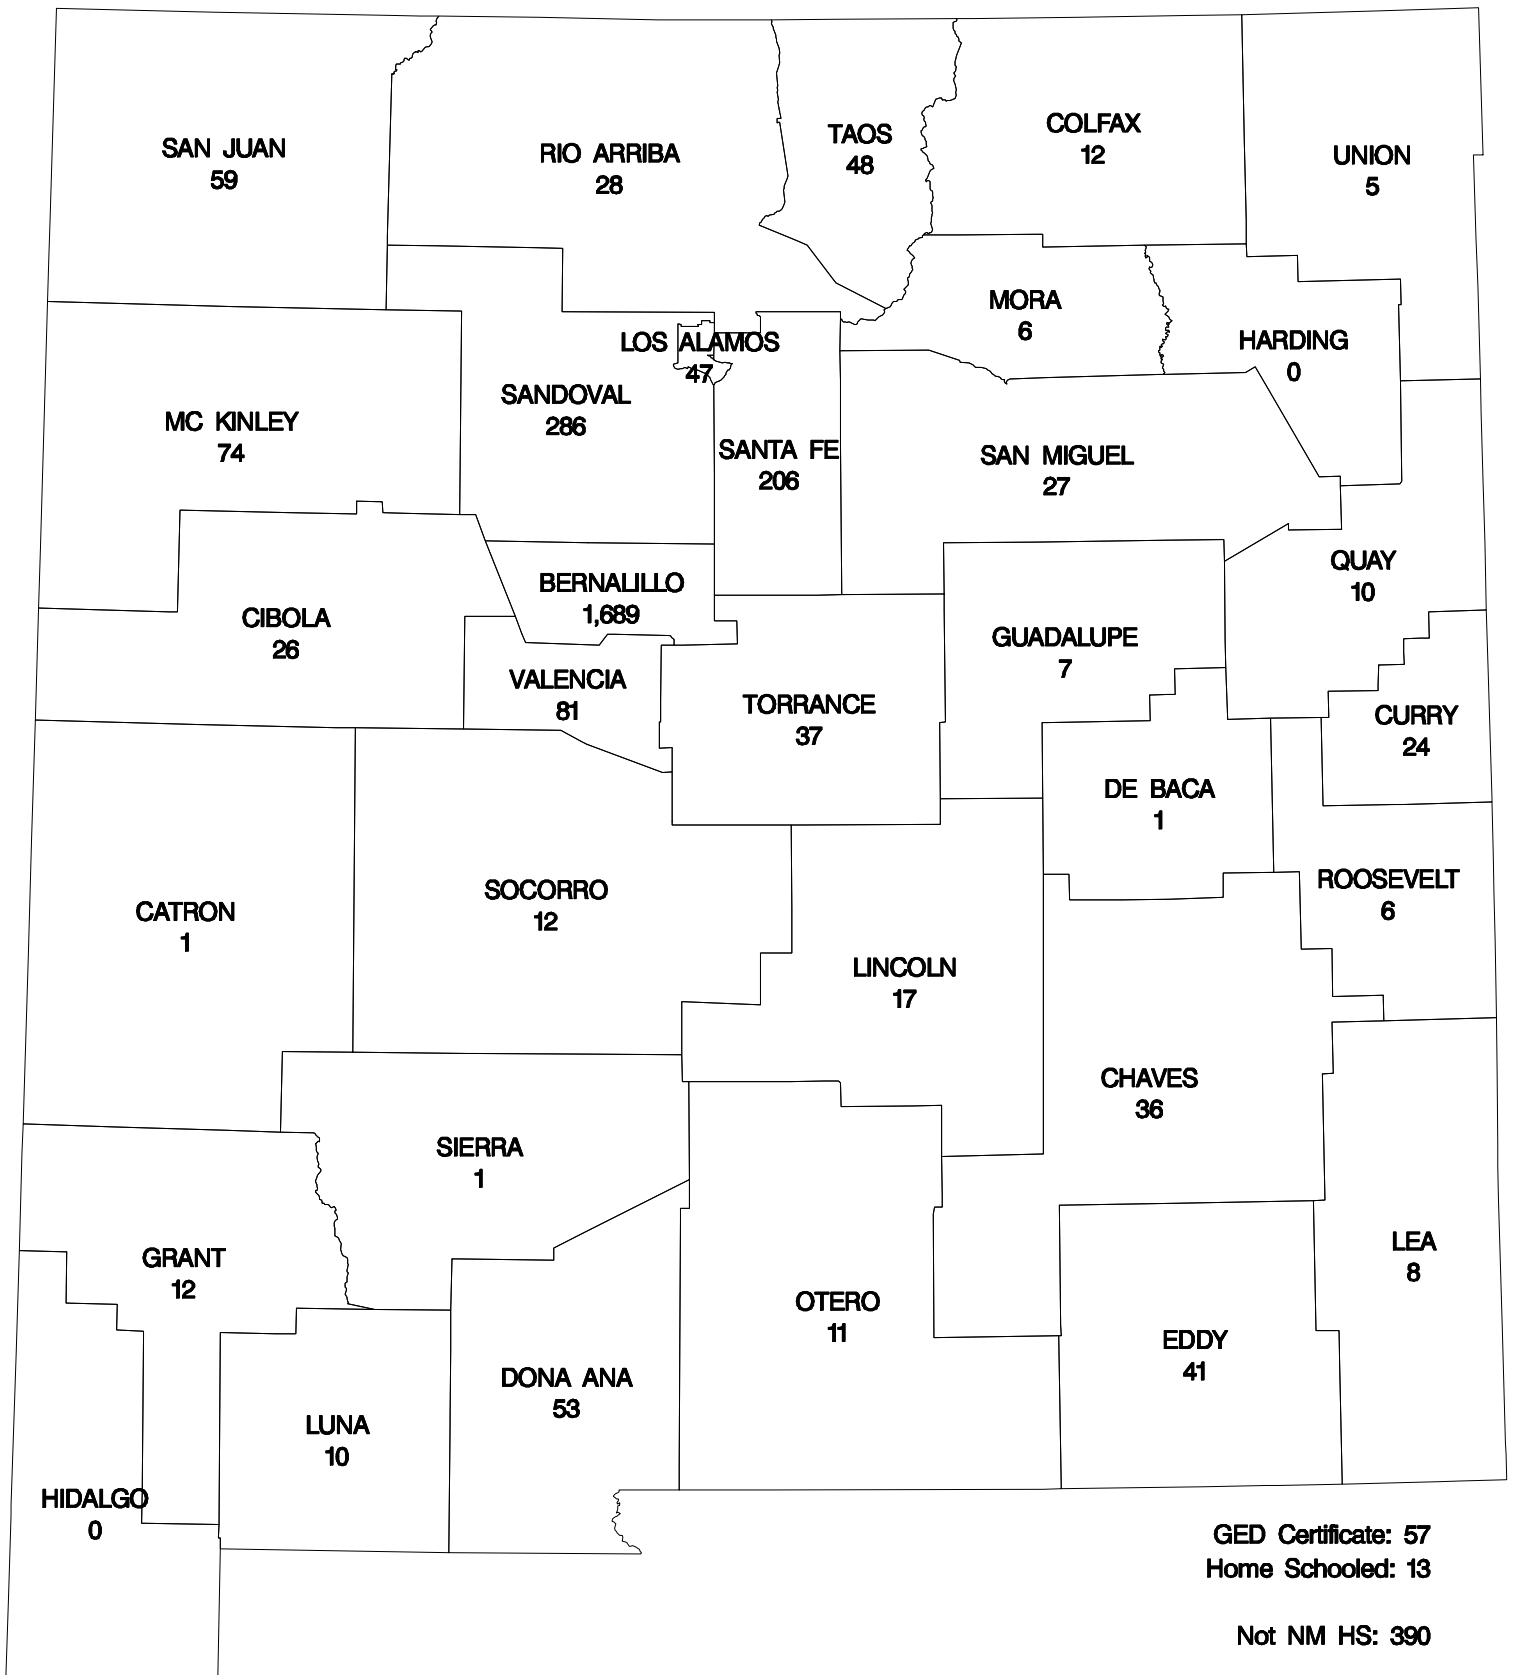 SAN JUAN
59
RIO ARRIBA
28
TAOS
48
COLFAX
12
UNION
5
MORA
6
HARDING
0
LOS ALAMOS
47
SANDOVAL
286
MC KINLEY
74
SANTA FE
206
SAN MIGUEL
27
QUAY
10
BERNALILLO
1,689
CIBOLA
26
GUADALUPE
7
VALENCIA
81
TORRANCE
37
CURRY
24
DE BACA
1
ROOSEVELT
6
SOCORRO
12
CATRON
1
LINCOLN
17
CHAVES
36
SIERRA
1
LEA
8
GRANT
12
OTERO
11
EDDY
41
DONA ANA
53
LUNA
10
HIDALGO
0
GED Certificate: 57
Home Schooled: 13
Not NM HS: 390